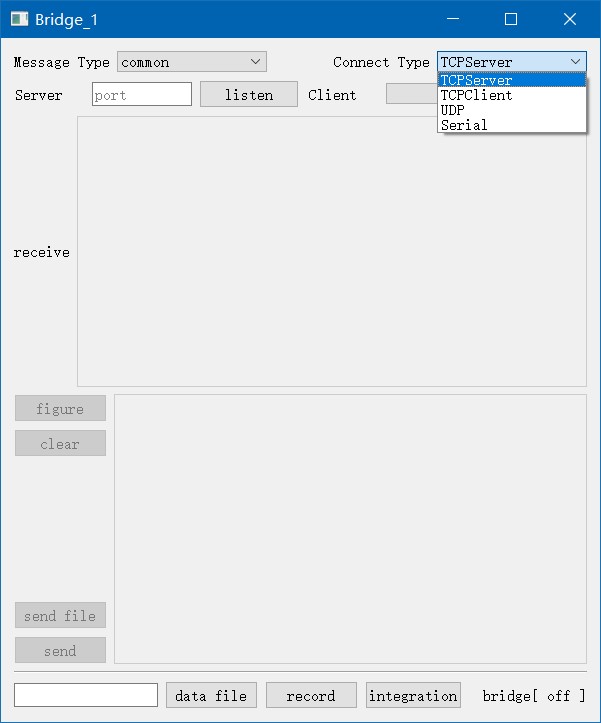 Bridge_1
Message Type common Connect Type TCPServer
TCPServer
TCPClient
UDP
Serial
Server port listen Client
receive
figure
clear
send file
send
data file record integration bridge[ off ]